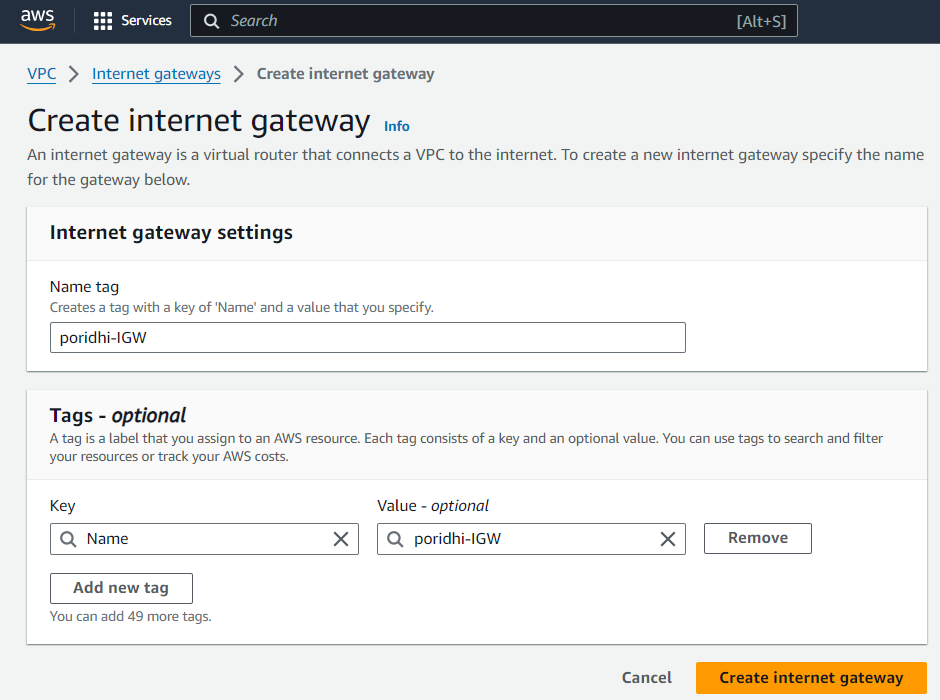 aws Services Search [Alt+S]
VPC Internet gateways Create internet gateway
Create internet gateway Info
An internet gateway is a virtual router that connects a VPC to the internet. To create a new internet gateway specify the name
for the gateway below.
Internet gateway settings
Name tag
Creates a tag with a key of 'Name' and a value that you specify.
poridhi-IGW
Tags - optional
A tag is a label that you assign to an AWS resource. Each tag consists of a key and an optional value. You can use tags to search and filter
your resources or track your AWS costs.
Key Value - optional
Name poridhi-IGW Remove
Add new tag
You can add 49 more tags.
Cancel Create internet gateway